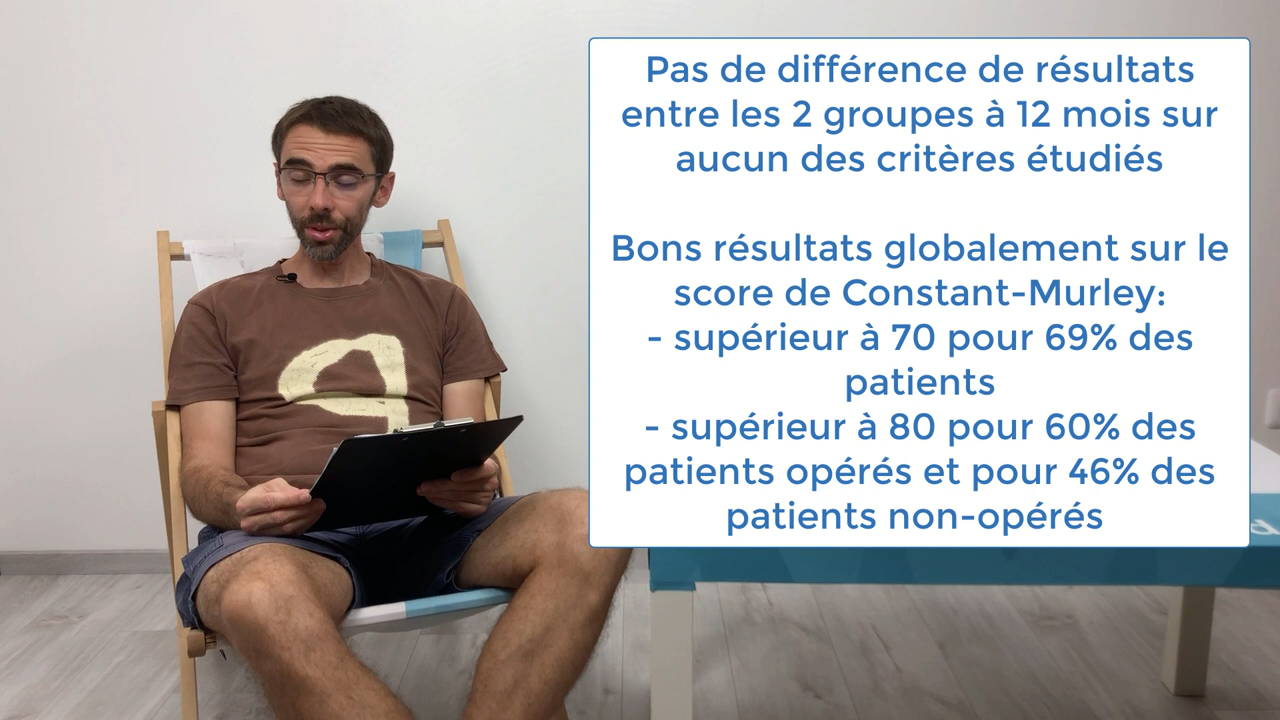 Pas de différence de résultats
entre les 2 groupes à 12 mois sur
aucun des critères étudiés
Bons résultats globalement sur le
score de Constant-Murley:
- supérieur à 70 pour 69% des
patients
- supérieur à 80 pour 60% des
patients opérés et pour 46% des
patients non-opérés